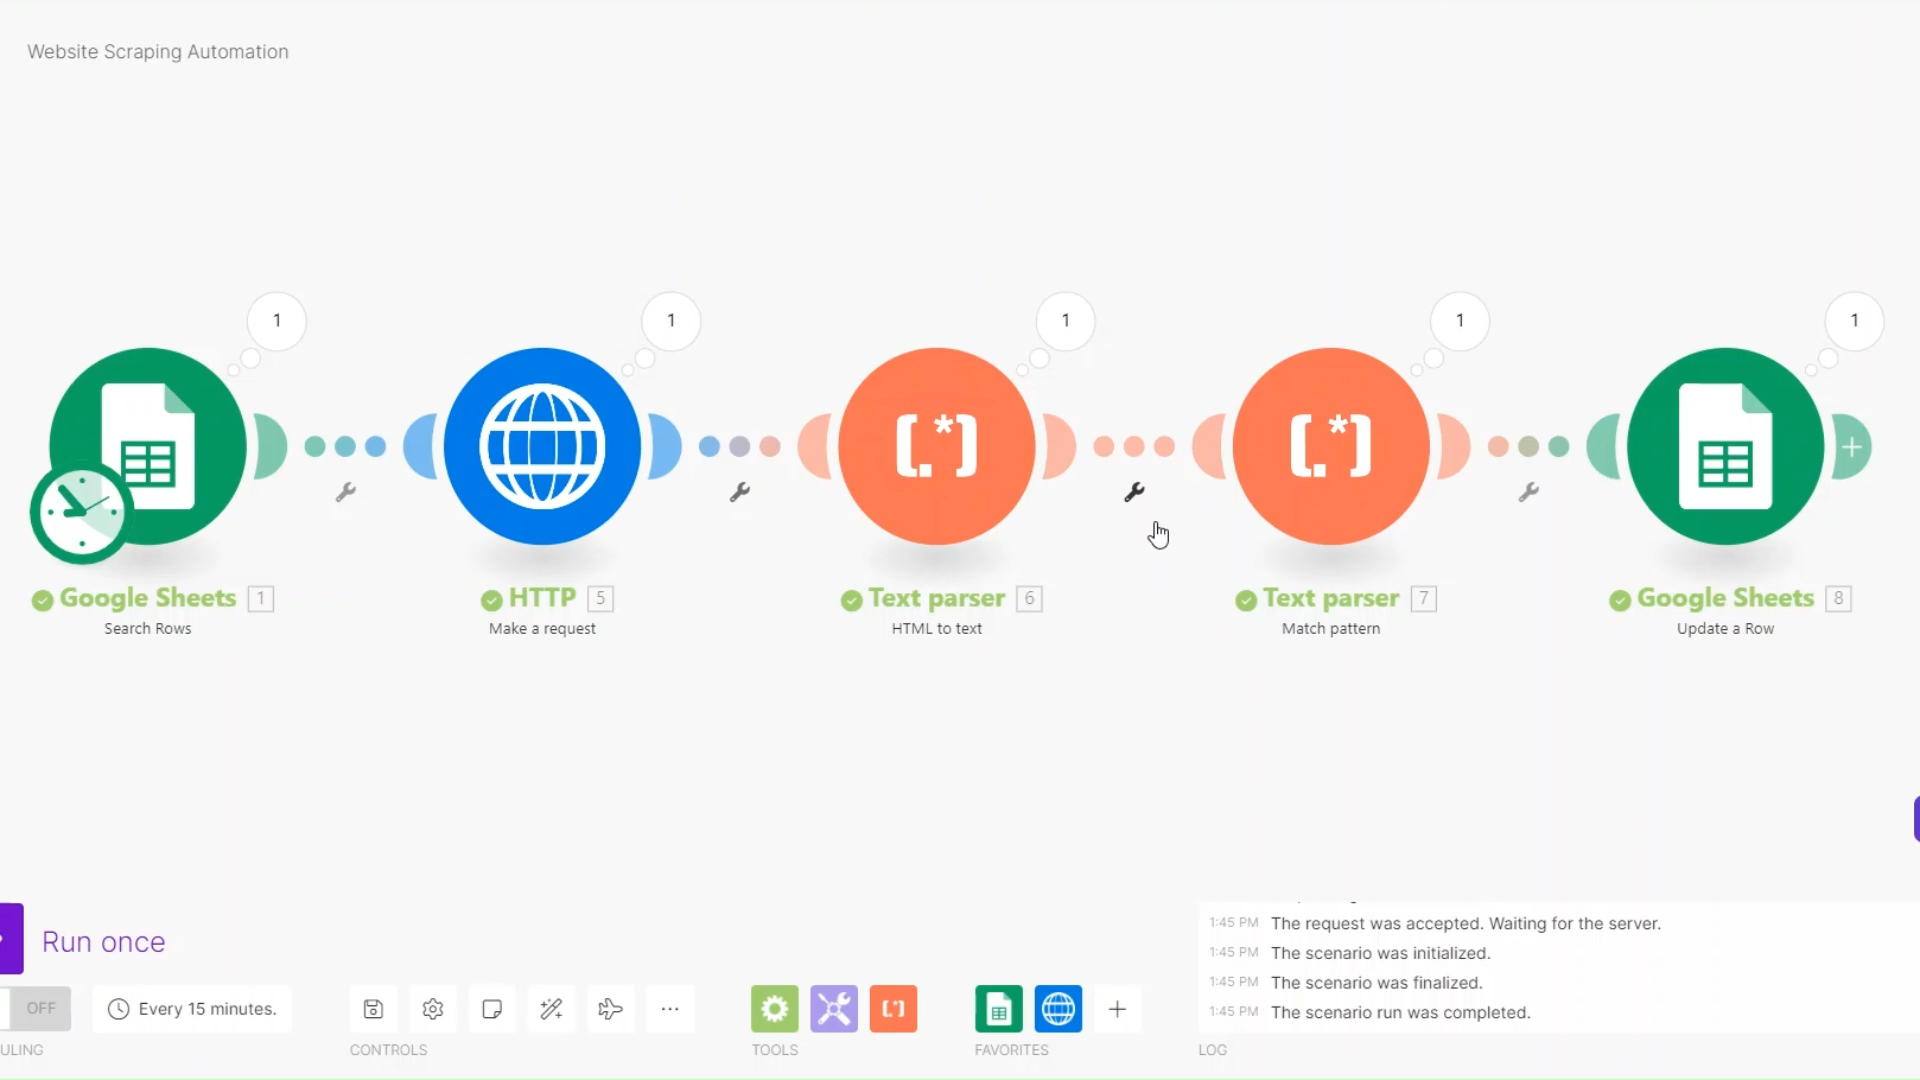 Website Scraping Automation
1
1
1
1
1
[.*]
[.*]
Google Sheets 1
Search Rows
HTTP 5
Make a request
Text parser 6
HTML to text
Text parser 7
Match pattern
Google Sheets 8
Update a Row
Run once
OFF
Every 15 minutes.
ULING
CONTROLS
TOOLS
FAVORITES
1:45 PM The request was accepted. Waiting for the server.
1:45 PM The scenario was initialized.
1:45 PM The scenario was finalized.
1:45 PM The scenario run was completed.
LOG